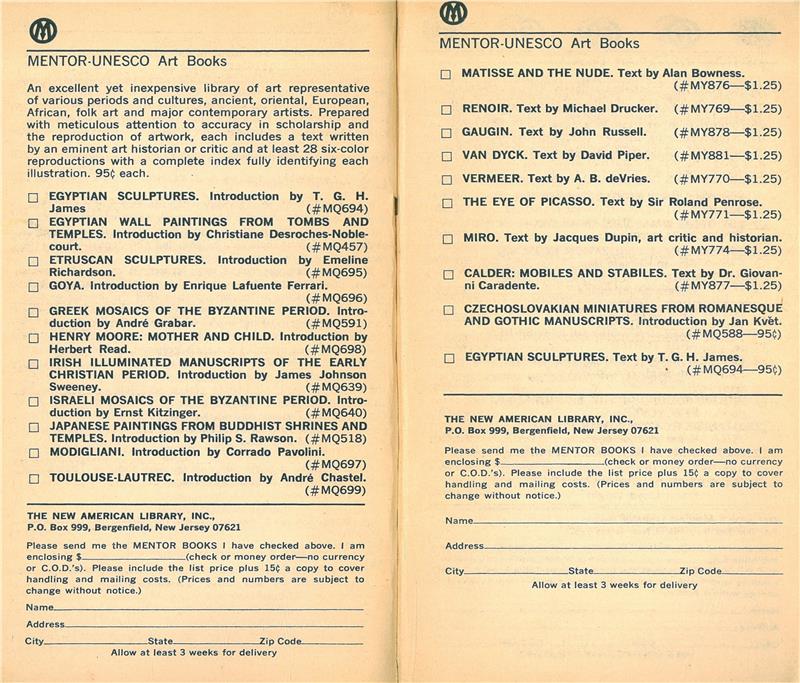 M
MENTOR-UNESCO Art Books
An excellent yet inexpensive library of art representative
of various periods and cultures, ancient, oriental, European,
African, folk art and major contemporary artists. Prepared
with meticulous attention to accuracy in scholarship and
the reproduction of artwork, each includes a text written
by an eminent art historian or critic and at least 28 six-color
reproductions with a complete index fully identifying each
illustration. 95¢ each.
EGYPTIAN SCULPTURES. Introduction by T. G. H.
James (#MQ694)
EGYPTIAN WALL PAINTINGS FROM TOMBS AND
TEMPLES. Introduction by Christiane Desroches-Noble-
court. (#MQ457)
ETRUSCAN SCULPTURES. Introduction by Emeline
Richardson. (#MQ695)
GOYA. Introduction by Enrique Lafuente Ferrari.
(#MQ696)
GREEK MOSAICS OF THE BYZANTINE PERIOD. Intro-
duction by André Grabar. (#MQ591)
HENRY MOORE: MOTHER AND CHILD. Introduction by
Herbert Read. (#MQ698)
IRISH ILLUMINATED MANUSCRIPTS OF THE EARLY
CHRISTIAN PERIOD. Introduction by James Johnson
Sweeney. (#MQ639)
ISRAELI MOSAICS OF THE BYZANTINE PERIOD. Intro-
duction by Ernst Kitzinger. (#MQ640)
JAPANESE PAINTINGS FROM BUDDHIST SHRINES AND
TEMPLES. Introduction by Philip S. Rawson. (#MQ518)
MODIGLIANI. Introduction by Corrado Pavolini.
(#MQ697)
TOULOUSE-LAUTREC. Introduction by André Chastel.
(#MQ699)
THE NEW AMERICAN LIBRARY, INC.,
P.O. Box 999, Bergenfield, New Jersey 07621
Please send me the MENTOR BOOKS I have checked above. I am
enclosing $____________(check or money order—no currency
or C.O.D.'s). Please include the list price plus 15¢ a copy to cover
handling and mailing costs. (Prices and numbers are subject to
change without notice.)
Name
Address
City State Zip Code
Allow at least 3 weeks for delivery
M
MENTOR-UNESCO Art Books
MATISSE AND THE NUDE. Text by Alan Bowness.
(#MY876—$1.25)
RENOIR. Text by Michael Drucker. (#MY769—$1.25)
GAUGIN. Text by John Russell. (#MY878—$1.25)
VAN DYCK. Text by David Piper. (#MY881—$1.25)
VERMEER. Text by A. B. deVries. (#MY770—$1.25)
THE EYE OF PICASSO. Text by Sir Roland Penrose.
(#MY771—$1.25)
MIRO. Text by Jacques Dupin, art critic and historian.
(#MY774—$1.25)
CALDER: MOBILES AND STABILES. Text by Dr. Giovan-
ni Caradente. (#MY877—$1.25)
CZECHOSLOVAKIAN MINIATURES FROM ROMANESQUE
AND GOTHIC MANUSCRIPTS. Introduction by Jan Květ.
(#MQ588—95¢)
EGYPTIAN SCULPTURES. Text by T. G. H. James.
(#MQ694—95¢)
THE NEW AMERICAN LIBRARY, INC.,
P.O. Box 999, Bergenfield, New Jersey 07621
Please send me the MENTOR BOOKS I have checked above. I am
enclosing $____________(check or money order—no currency
or C.O.D.'s). Please include the list price plus 15¢ a copy to cover
handling and mailing costs. (Prices and numbers are subject to
change without notice.)
Name
Address
City State Zip Code
Allow at least 3 weeks for delivery